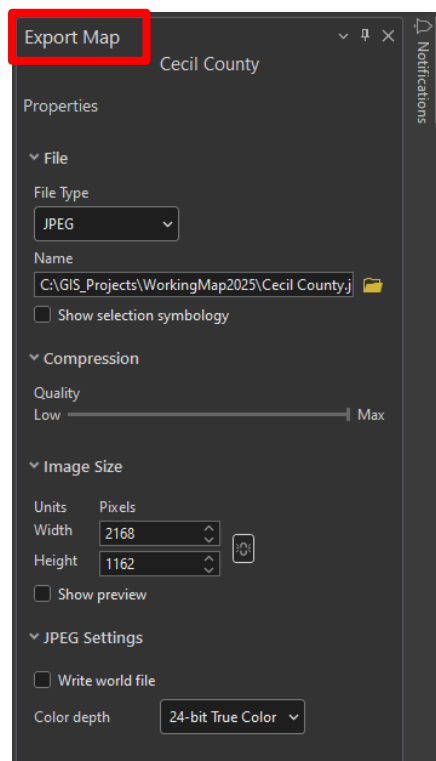 Export Map
Cecil County
Notifications
Properties
File
File Type
JPEG
Name
C:\GIS_Projects\WorkingMap2025\Cecil County.j
Show selection symbology
Compression
Quality
Low Max
Image Size
Units Pixels
Width 2168
Height 1162
Show preview
JPEG Settings
Write world file
Color depth 24-bit True Color